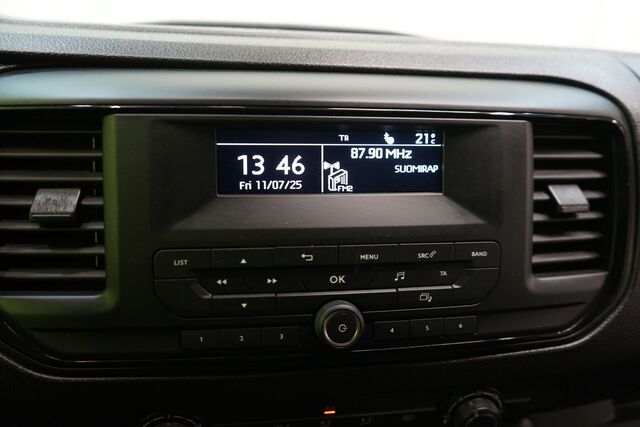 TA 21°C
13 46
87.90 MHz
SUOMIRAP
Fri 11/07/25
FM2
LIST
MENU
SRC
BAND
OK
TA
1 2 3
4 5 6